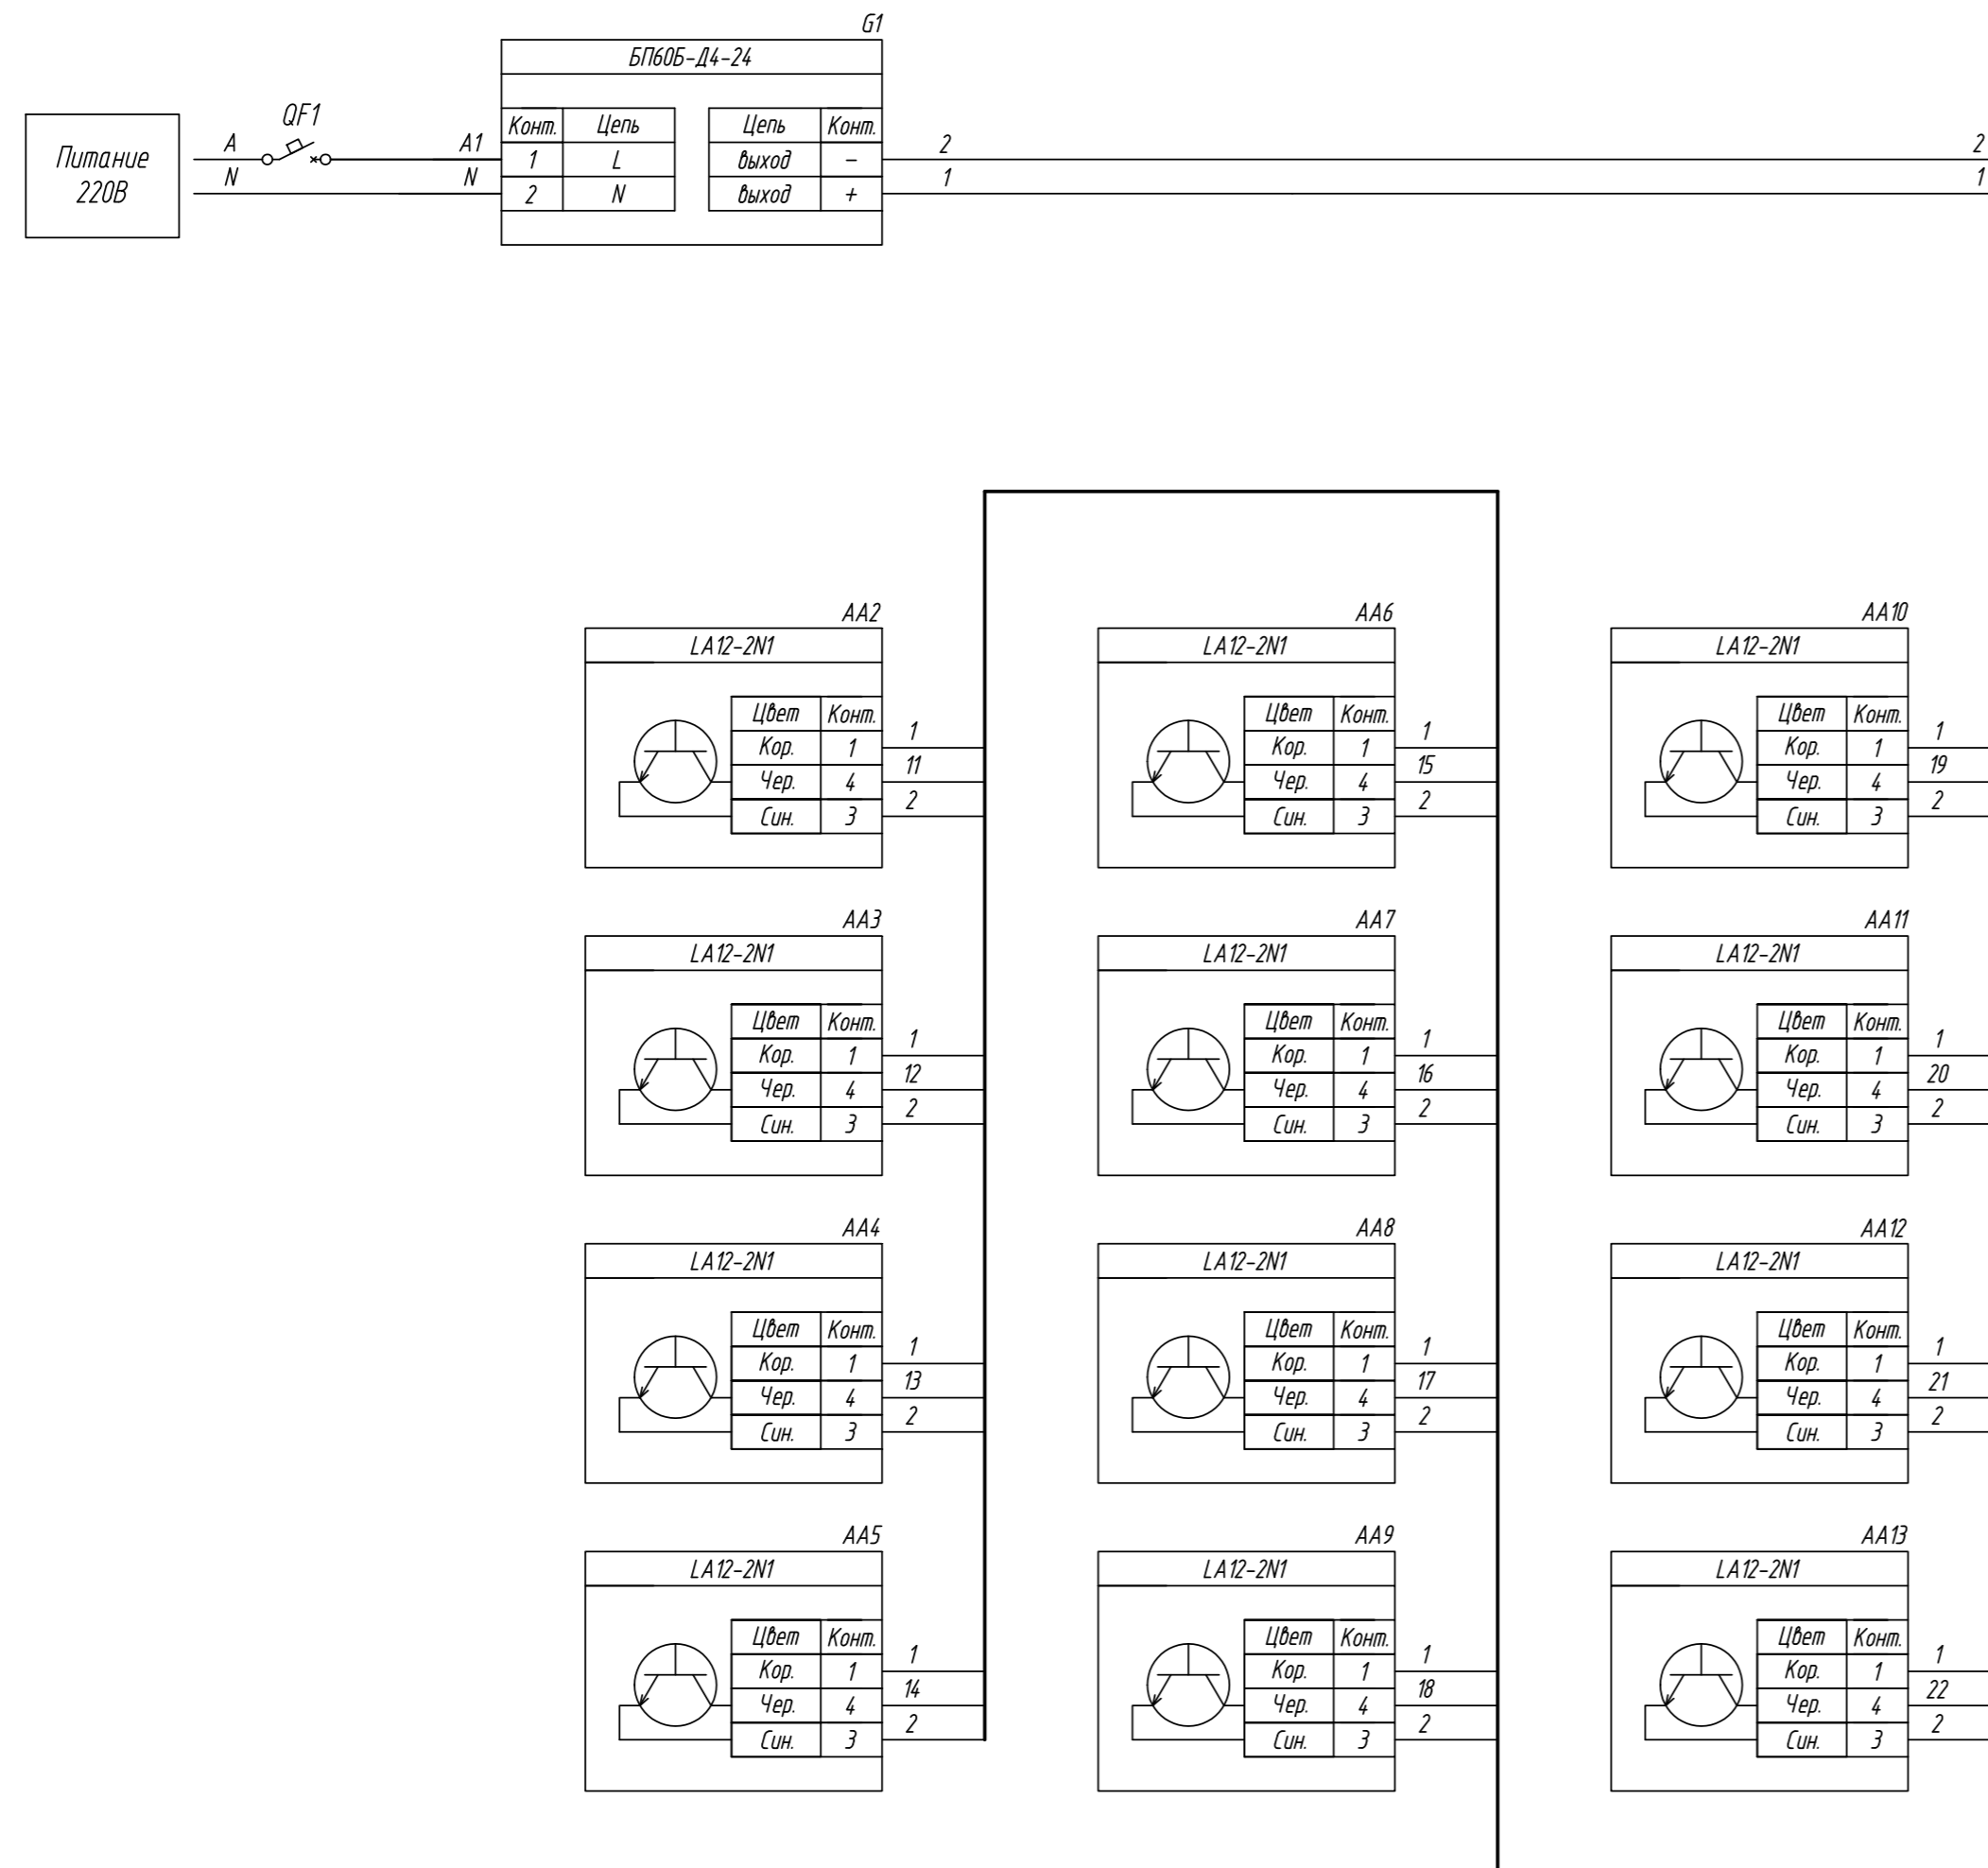 G1
БП60Б-Д4-24
Питание
220В
QF1
A
N
A1
N
Конт. Цепь Цепь Конт.
1 L выход –
2 N выход +
2 2
1 1
AA2 AA6 AA10
LA12-2N1 LA12-2N1 LA12-2N1
Цвет Конт. Цвет Конт. Цвет Конт.
Кор. 1 1 Кор. 1 1 Кор. 1 1
Чер. 4 11 Чер. 4 15 Чер. 4 19
Син. 3 2 Син. 3 2 Син. 3 2
AA3 AA7 AA11
LA12-2N1 LA12-2N1 LA12-2N1
Цвет Конт. Цвет Конт. Цвет Конт.
Кор. 1 1 Кор. 1 1 Кор. 1 1
Чер. 4 12 Чер. 4 16 Чер. 4 20
Син. 3 2 Син. 3 2 Син. 3 2
AA4 AA8 AA12
LA12-2N1 LA12-2N1 LA12-2N1
Цвет Конт. Цвет Конт. Цвет Конт.
Кор. 1 1 Кор. 1 1 Кор. 1 1
Чер. 4 13 Чер. 4 17 Чер. 4 21
Син. 3 2 Син. 3 2 Син. 3 2
AA5 AA9 AA13
LA12-2N1 LA12-2N1 LA12-2N1
Цвет Конт. Цвет Конт. Цвет Конт.
Кор. 1 1 Кор. 1 1 Кор. 1 1
Чер. 4 14 Чер. 4 18 Чер. 4 22
Син. 3 2 Син. 3 2 Син. 3 2